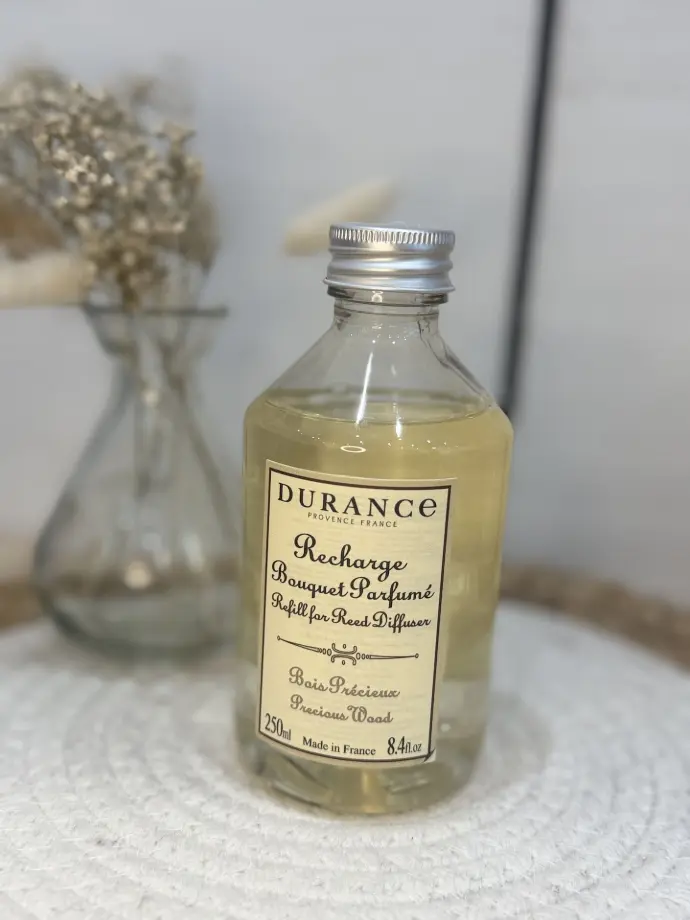 DURANCE
PROVENCE FRANCE
Recharge
Bouquet Parfumé
Refill for Reed Diffuser
Bois Précieux
Precious Wood
250ml Made in France 8.4fl.oz